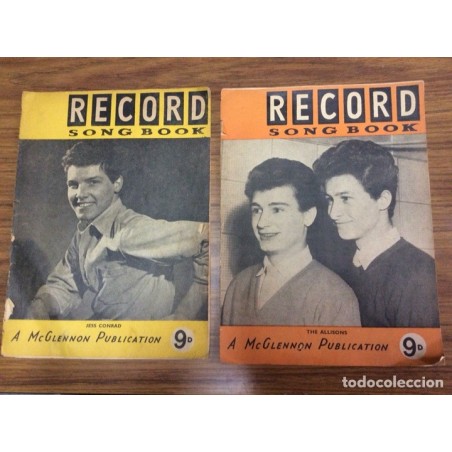 RECORD
SONG BOOK
JESS CONRAD
A McGLENNON PUBLICATION 9D
RECORD
SONG BOOK
THE ALLISONS
A McGLENNON PUBLICATION 9D
todocoleccion